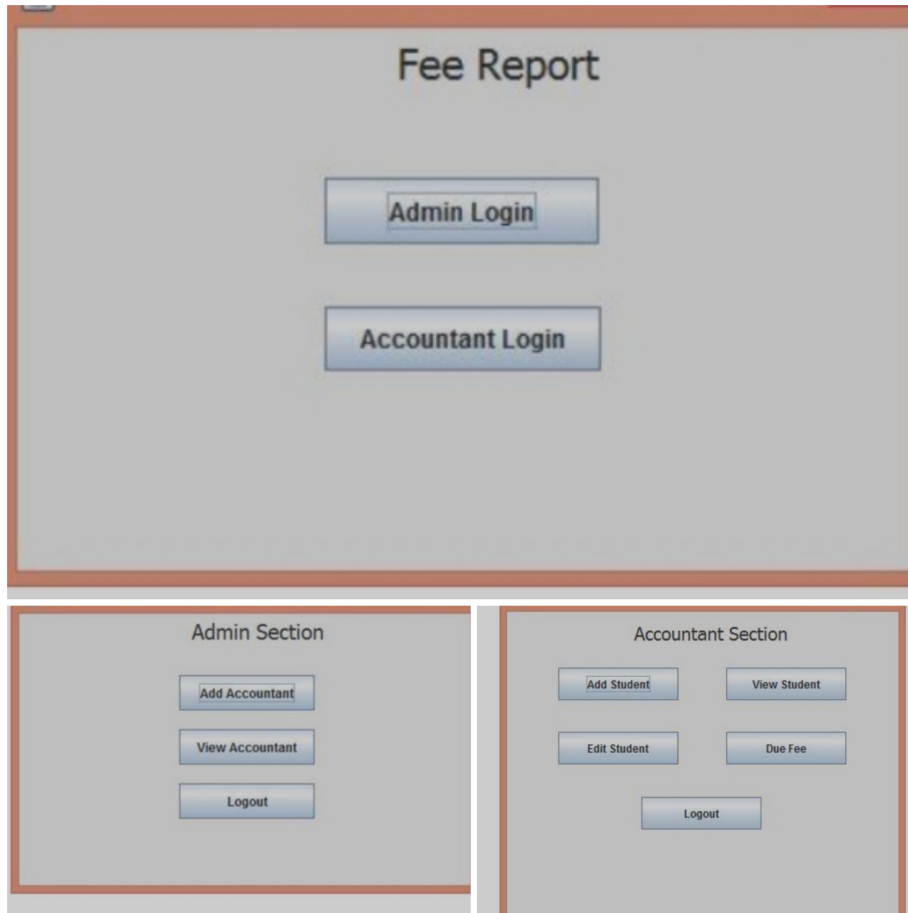 Fee Report
Admin Login
Accountant Login
Admin Section
Add Accountant
View Accountant
Logout
Accountant Section
Add Student View Student
Edit Student Due Fee
Logout